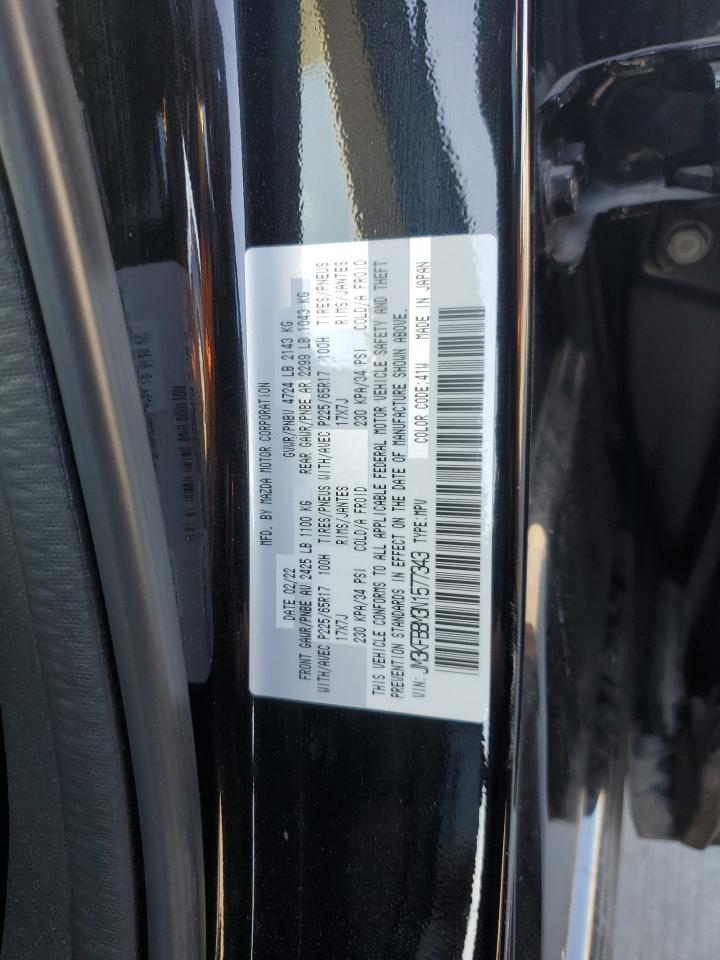 MFD. BY MAZDA MOTOR CORPORATION
DATE 02/22 GVWR/PNBV 4724 LB 2143 KG
FRONT GAWR/PNBE AV 2425 LB 1100 KG REAR GAWR/PNBE AR 2299 LB 1043 KG
WITH/AVEC P225/65R17 100H TIRES/PNEUS WITH/AVEC P225/65R17 100H TIRES/PNEUS
17X7J RIMS/JANTES 17X7J RIMS/JANTES
230 KPA/34 PSI COLD/A FROID 230 KPA/34 PSI COLD/A FROID
THIS VEHICLE CONFORMS TO ALL APPLICABLE FEDERAL MOTOR VEHICLE SAFETY AND THEFT
PREVENTION STANDARDS IN EFFECT ON THE DATE OF MANUFACTURE SHOWN ABOVE.
VIN: JM3KFBBM3N1577343 TYPE:MPV COLOR CODE:41W MADE IN JAPAN